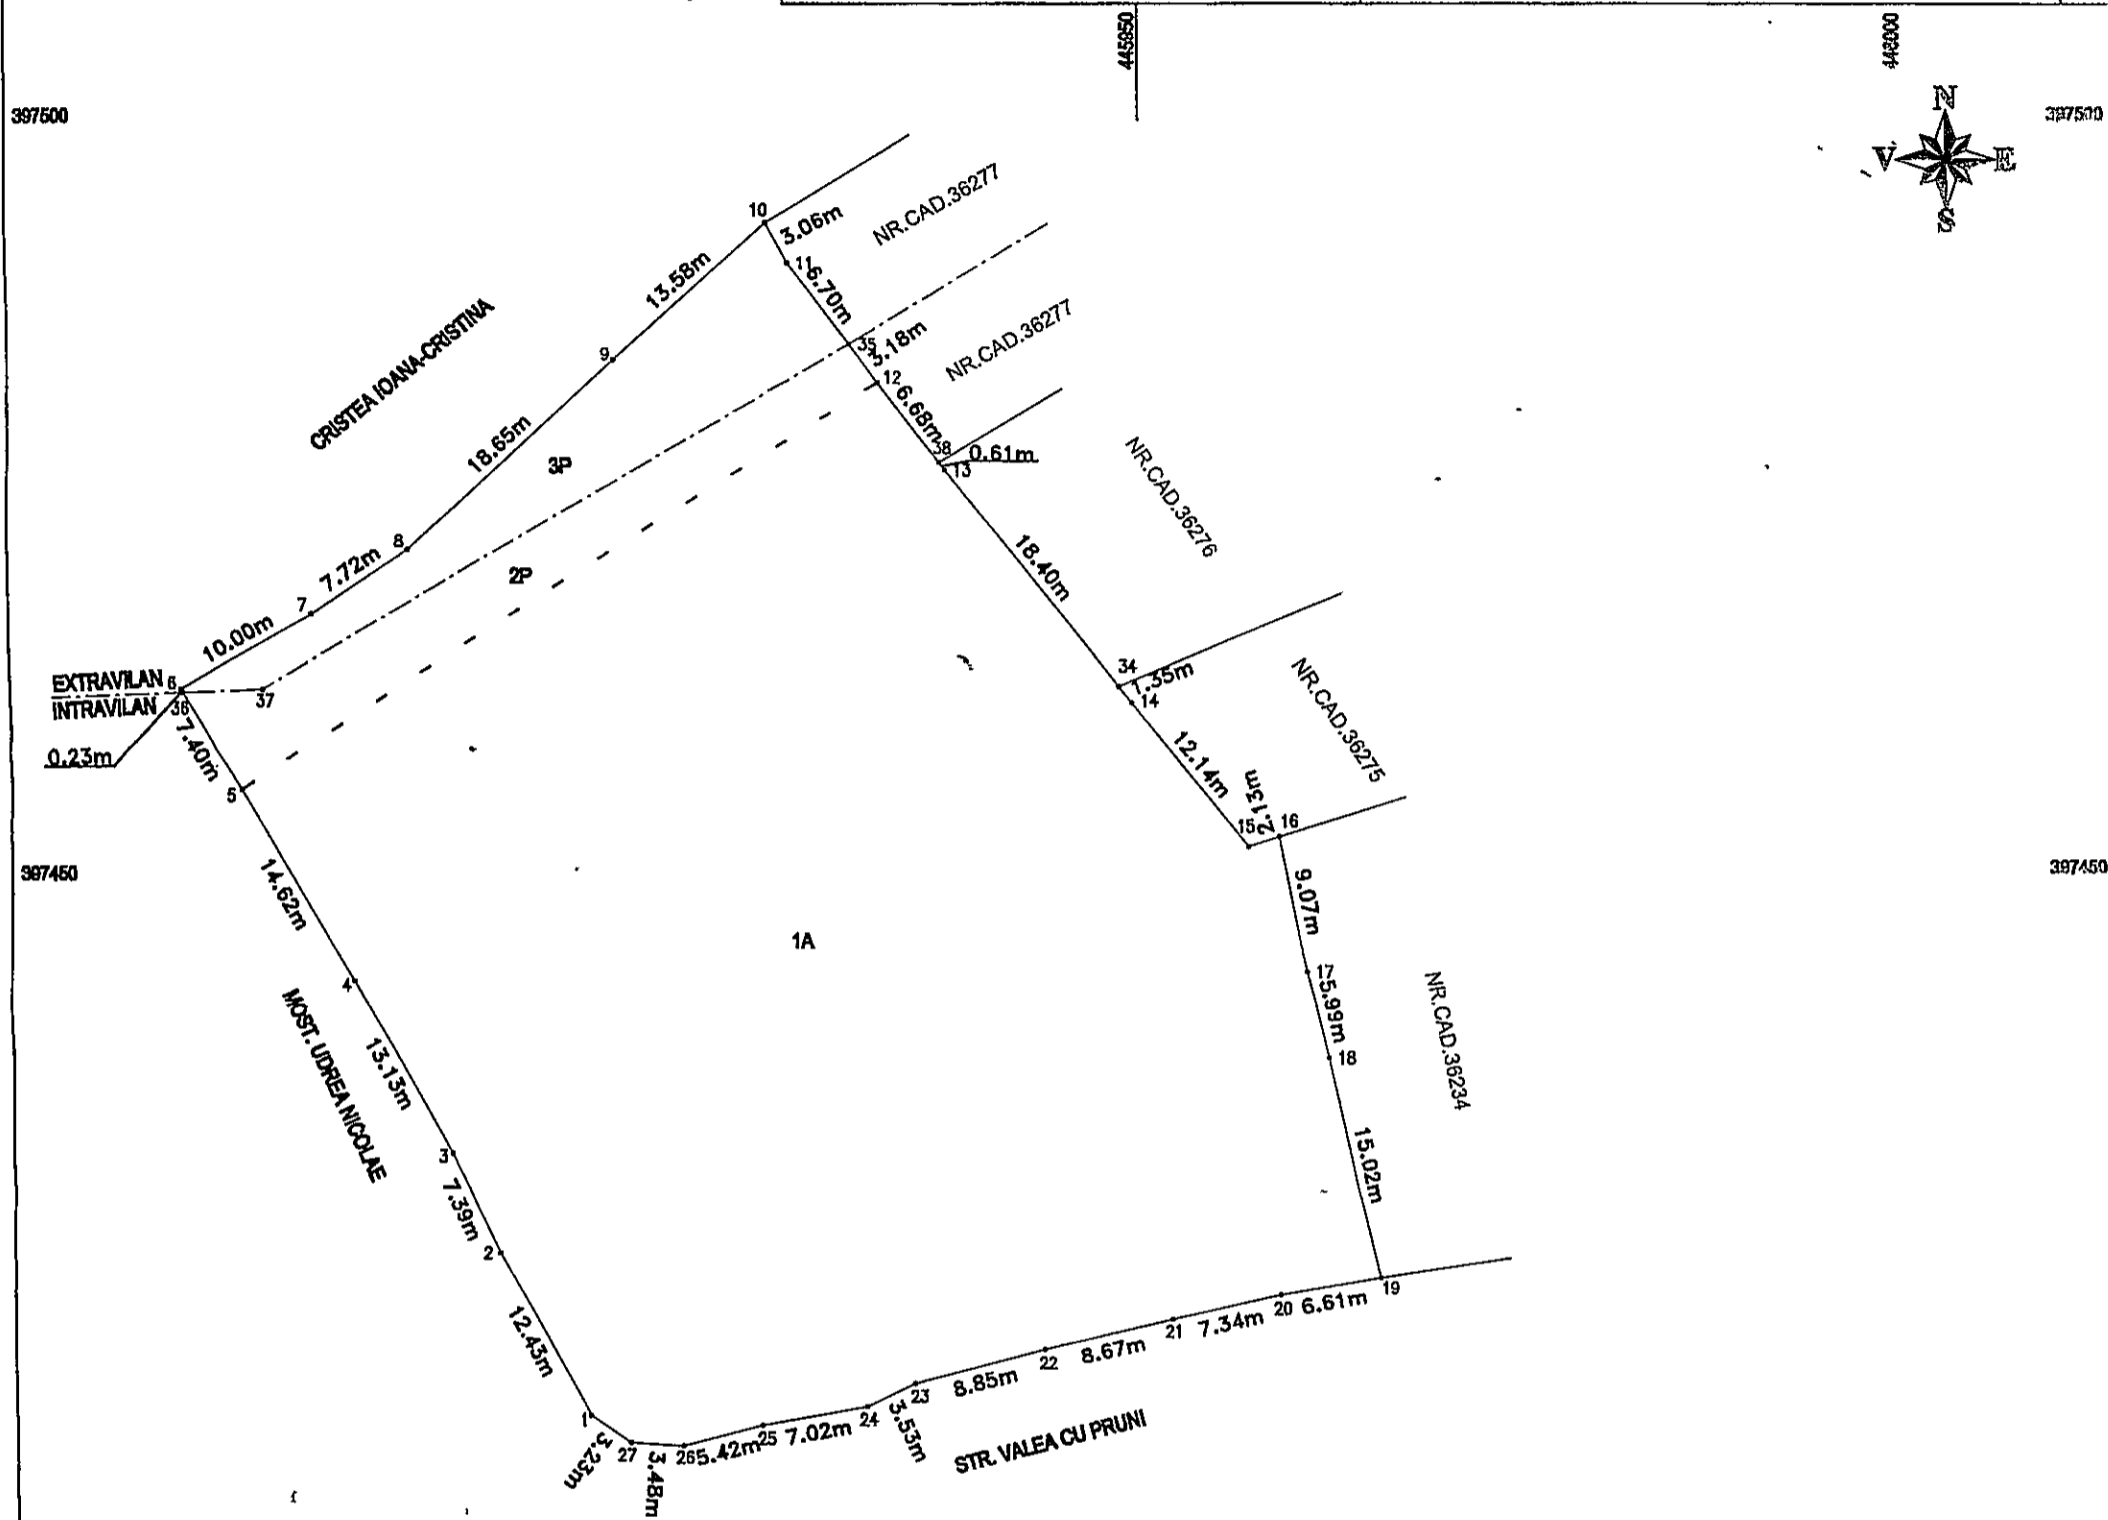 445950
446000
397500
397500
N
V
E
S
10
3.06m
NR.CAD.36277
11
6.70m
13.58m
CRISTEA IOANA-CRISTINA
9
35
3.18m
NR.CAD.36277
12
6.68m
38
0.61m
13
18.65m
3P
NR.CAD.36276
8
18.40m
7.72m
2P
7
10.00m
34
1.35m
14
NR.CAD.36275
EXTRAVILAN
6
INTRAVILAN
36
37
7.40m
0.23m
5
12.14m
2.13m
15
16
397450
397450
14.62m
9.07m
1A
4
17
5.99m
NR.CAD.36234
MOST. UDREA NICOLAE
13.13m
18
3
7.39m
15.02m
2
19
12.43m
20
6.61m
21
7.34m
22
8.67m
23
8.85m
1
24
3.53m
25
7.02m
STR. VALEA CU PRUNI
3.23m
27
3.48m
26
5.42m